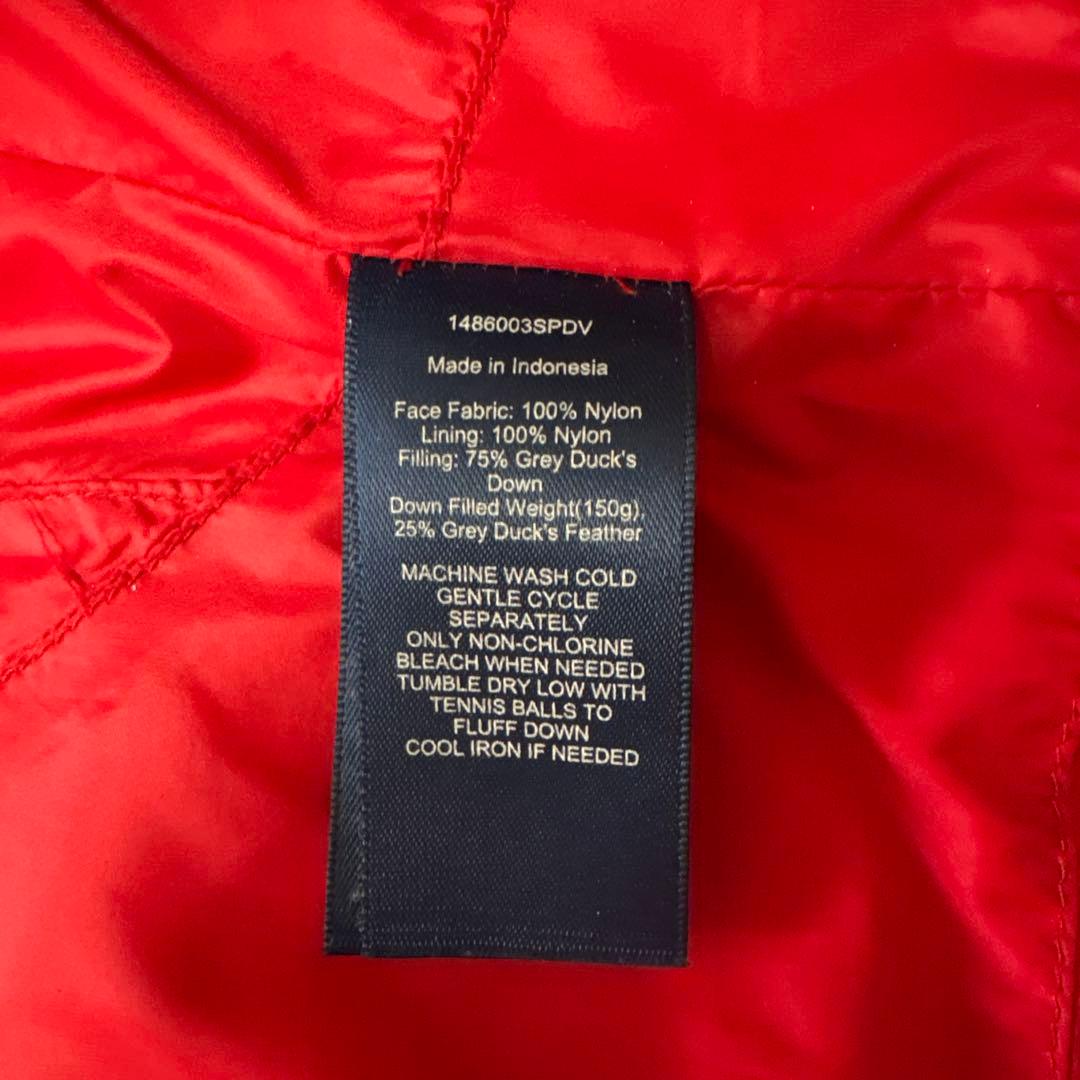 1486003SPDV
Made in Indonesia
Face Fabric: 100% Nylon
Lining: 100% Nylon
Filling: 75% Grey Duck's
Down
Down Filled Weight(150g),
25% Grey Duck's Feather
MACHINE WASH COLD
GENTLE CYCLE
SEPARATELY
ONLY NON-CHLORINE
BLEACH WHEN NEEDED
TUMBLE DRY LOW WITH
TENNIS BALLS TO
FLUFF DOWN
COOL IRON IF NEEDED